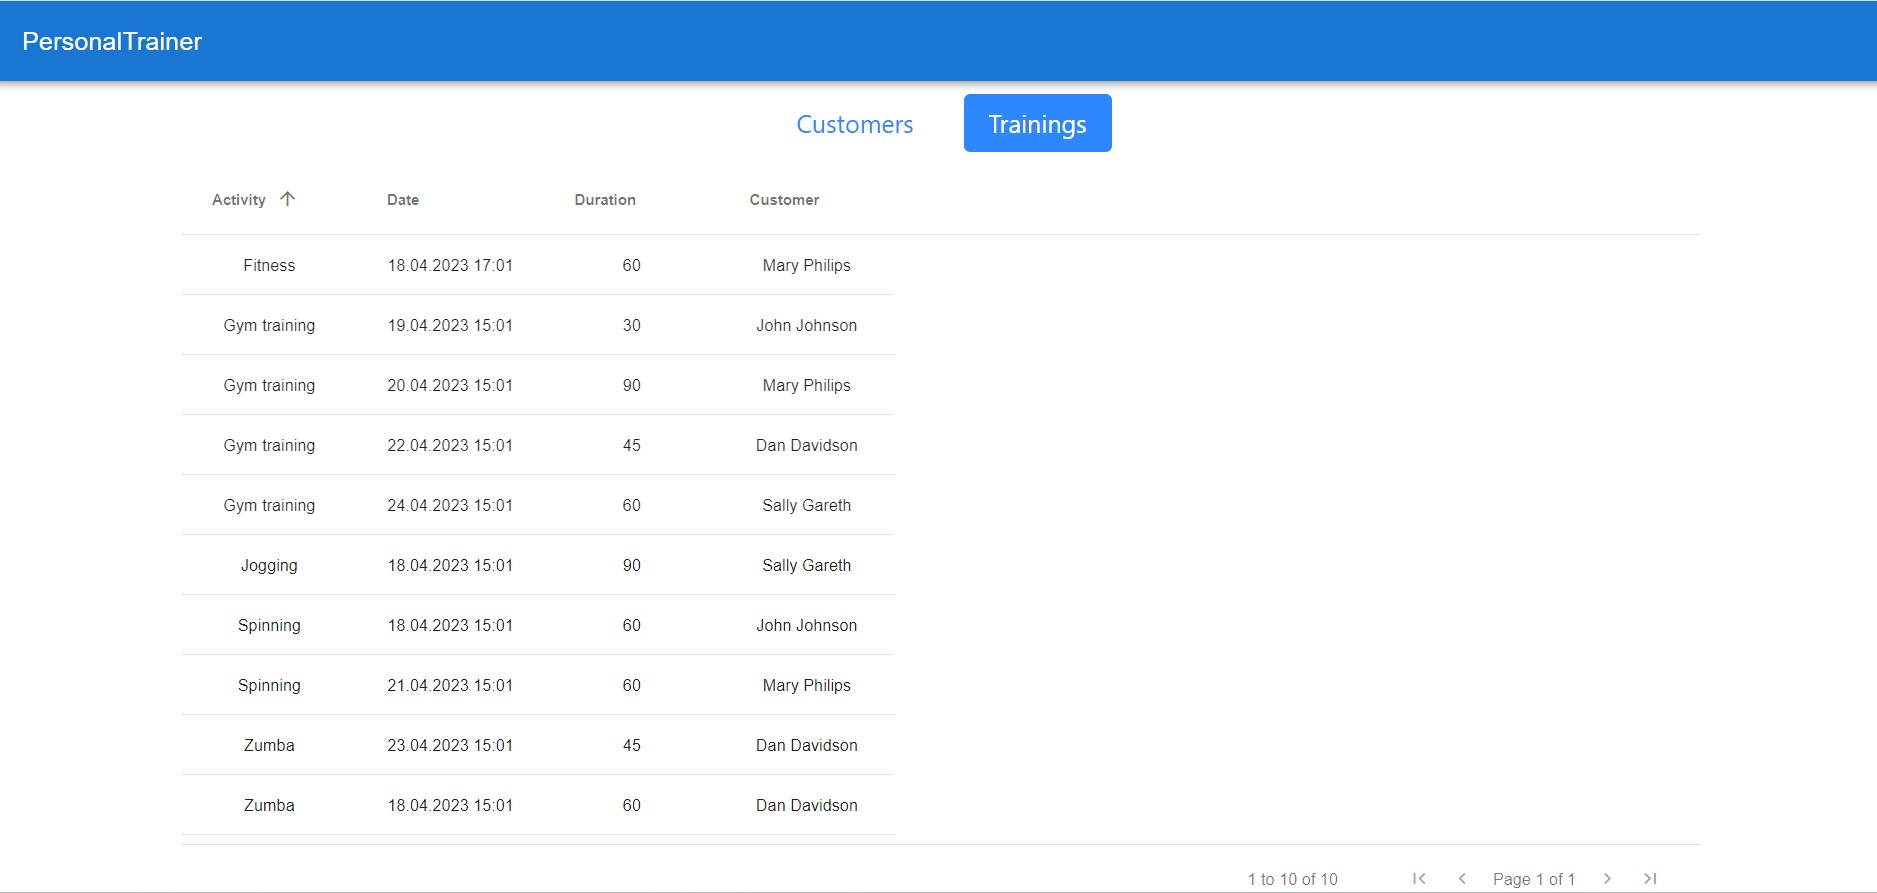 PersonalTrainer
Customers Trainings
Activity Date Duration Customer
Fitness 18.04.2023 17:01 60 Mary Philips
Gym training 19.04.2023 15:01 30 John Johnson
Gym training 20.04.2023 15:01 90 Mary Philips
Gym training 22.04.2023 15:01 45 Dan Davidson
Gym training 24.04.2023 15:01 60 Sally Gareth
Jogging 18.04.2023 15:01 90 Sally Gareth
Spinning 18.04.2023 15:01 60 John Johnson
Spinning 21.04.2023 15:01 60 Mary Philips
Zumba 23.04.2023 15:01 45 Dan Davidson
Zumba 18.04.2023 15:01 60 Dan Davidson
1 to 10 of 10 Page 1 of 1